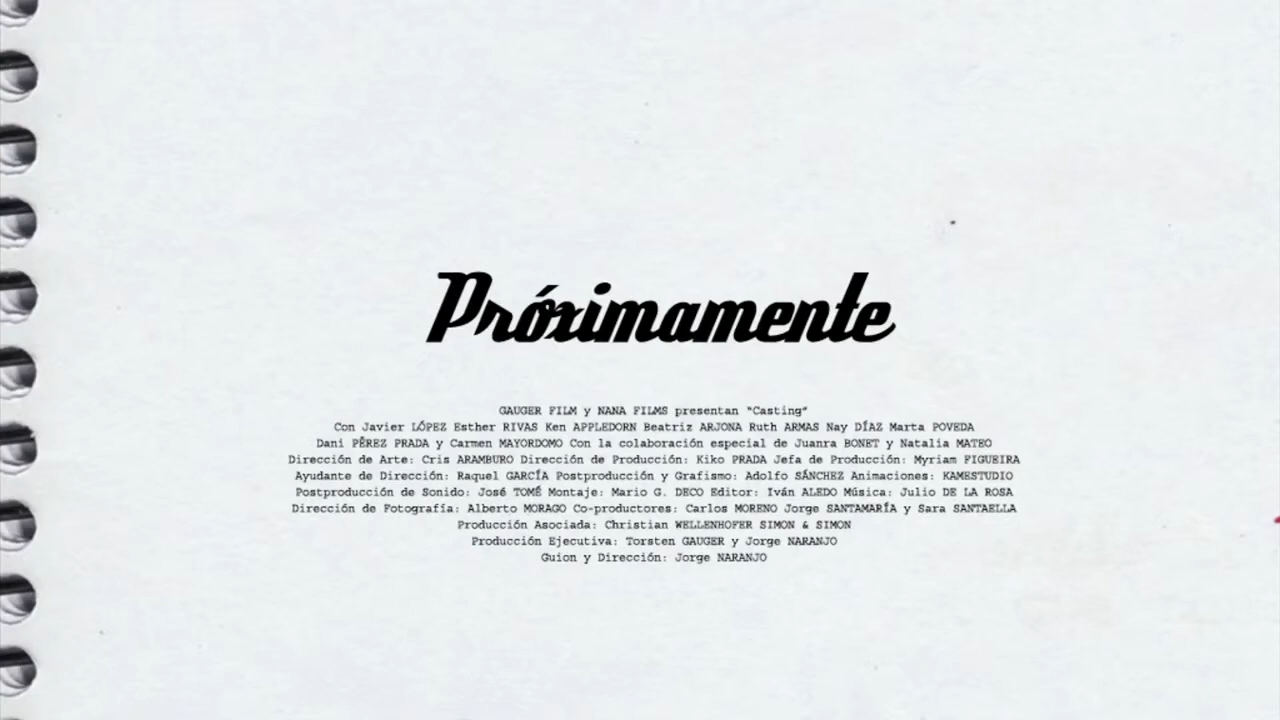 Próximamente
GAUGER FILM y NANA FILMS presentan "Casting"
Con Javier LÓPEZ Esther RIVAS Ken APPLEDORN Beatriz ARJONA Ruth ARMAS Nay DÍAZ Marta POVEDA
Dani PÉREZ PRADA y Carmen MAYORDOMO Con la colaboración especial de Juanra BONET y Natalia MATEO
Dirección de Arte: Cris ARAMBURO Dirección de Producción: Kiko PRADA Jefa de Producción: Myriam FIGUEIRA
Ayudante de Dirección: Raquel GARCÍA Postproducción y Grafismo: Adolfo SÁNCHEZ Animaciones: KAMESTUDIO
Postproducción de Sonido: José TOMÉ Montaje: Mario G. DECO Editor: Iván ALEDO Música: Julio DE LA ROSA
Dirección de Fotografía: Alberto MORAGO Co-productores: Carlos MORENO Jorge SANTAMARÍA y Sara SANTAELLA
Producción Asociada: Christian WELLENHOFER SIMON & SIMON
Producción Ejecutiva: Torsten GAUGER y Jorge NARANJO
Guion y Dirección: Jorge NARANJO